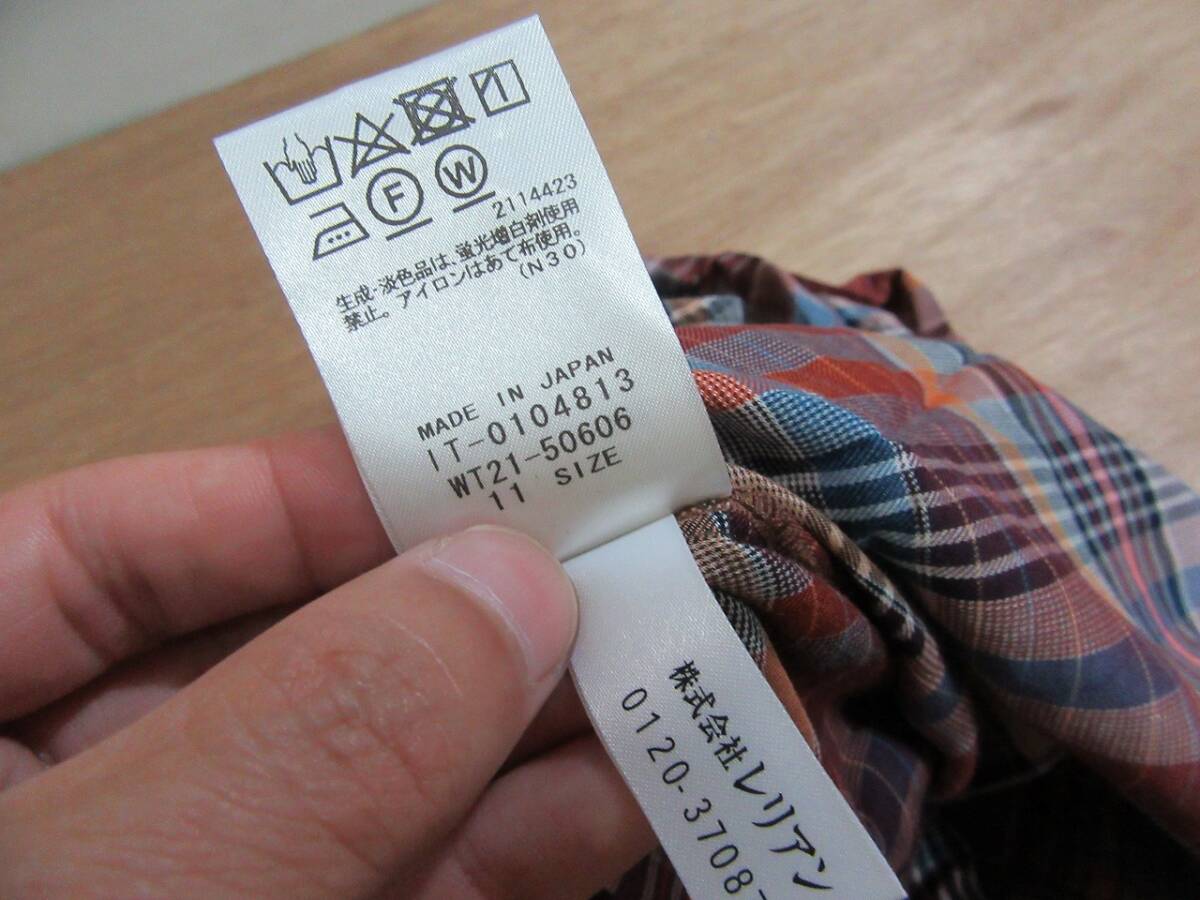 F W
2114423
生成・淡色品は、蛍光増白剤使用
禁止。アイロンはあて布使用。
(N30)
MADE IN JAPAN
IT-0104813
WT21-50606
11 SIZE
株式会社レリアン
0120-37087